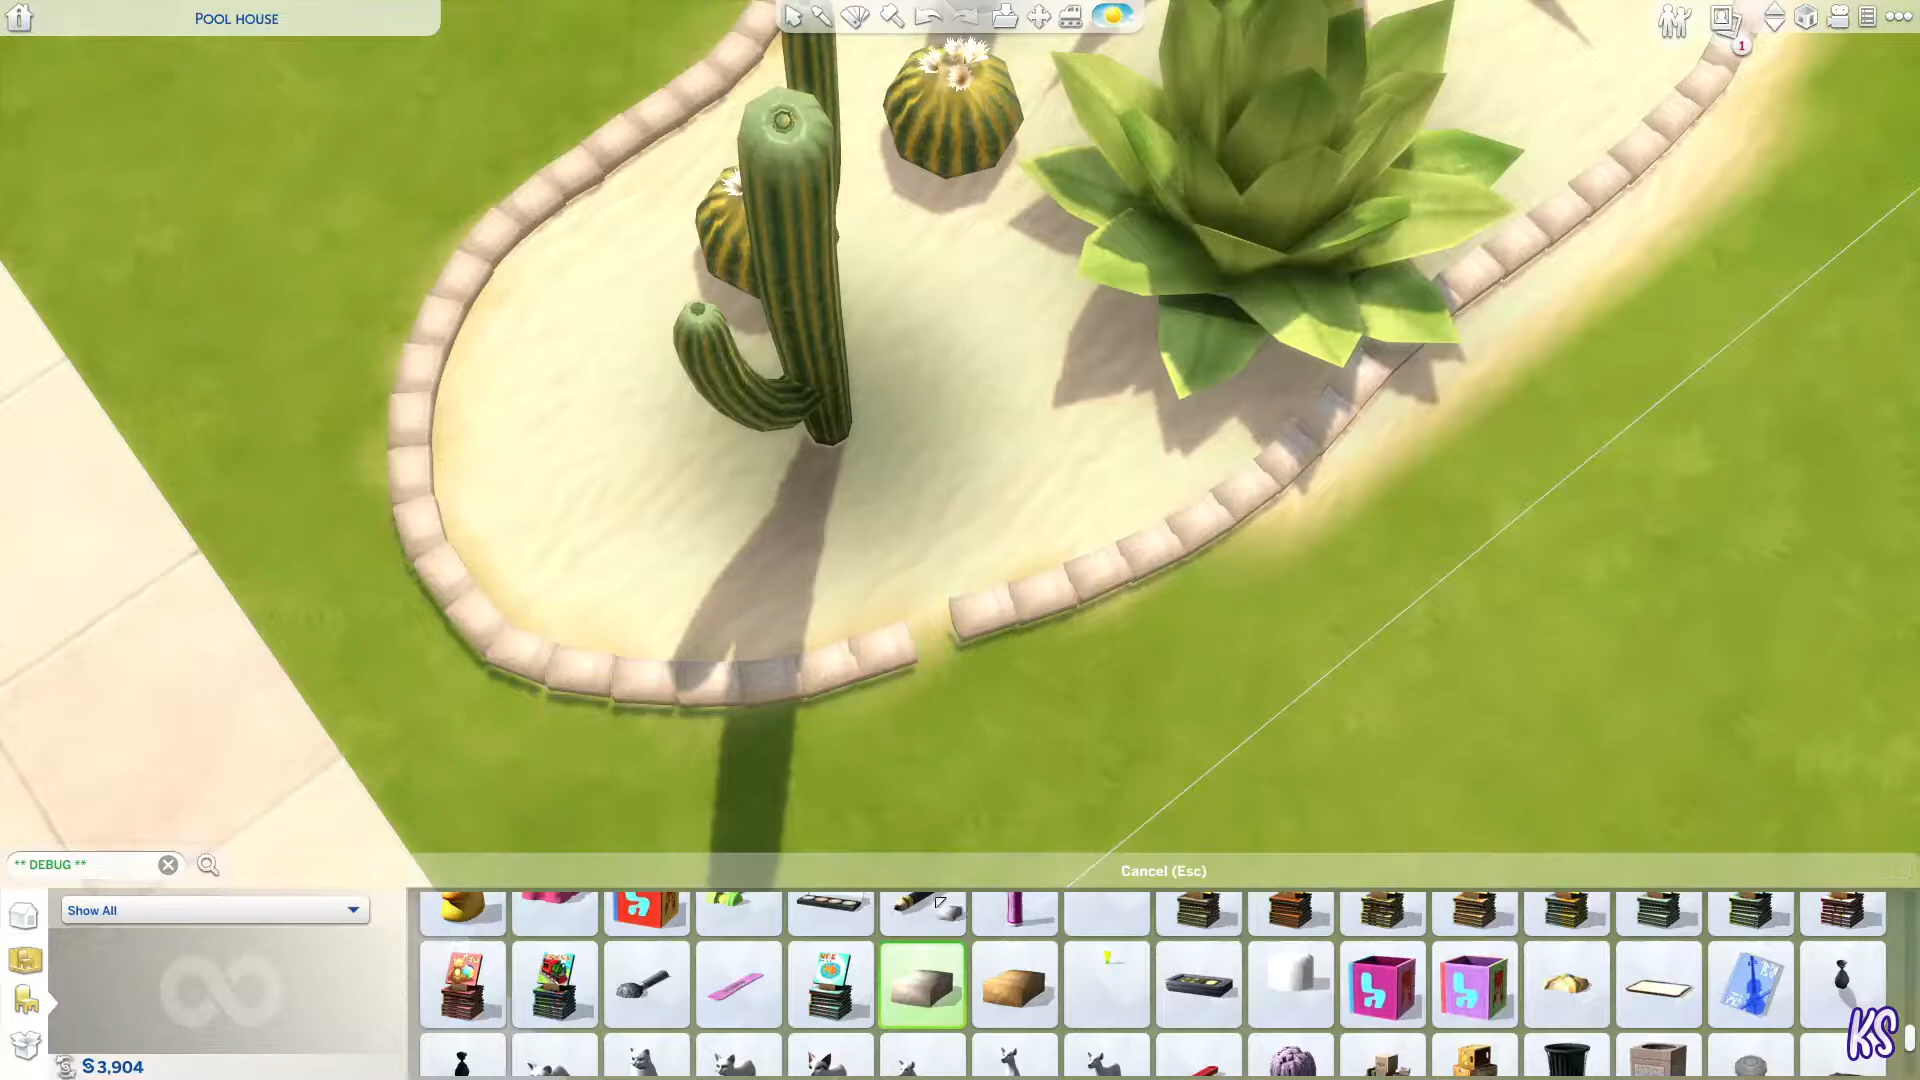 POOL HOUSE
1
Cancel (Esc)
** DEBUG **
Show All
§3,904
KS